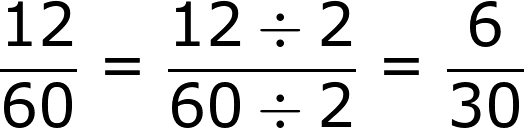 12/60 = 12 ÷ 2/60 ÷ 2 = 6/30